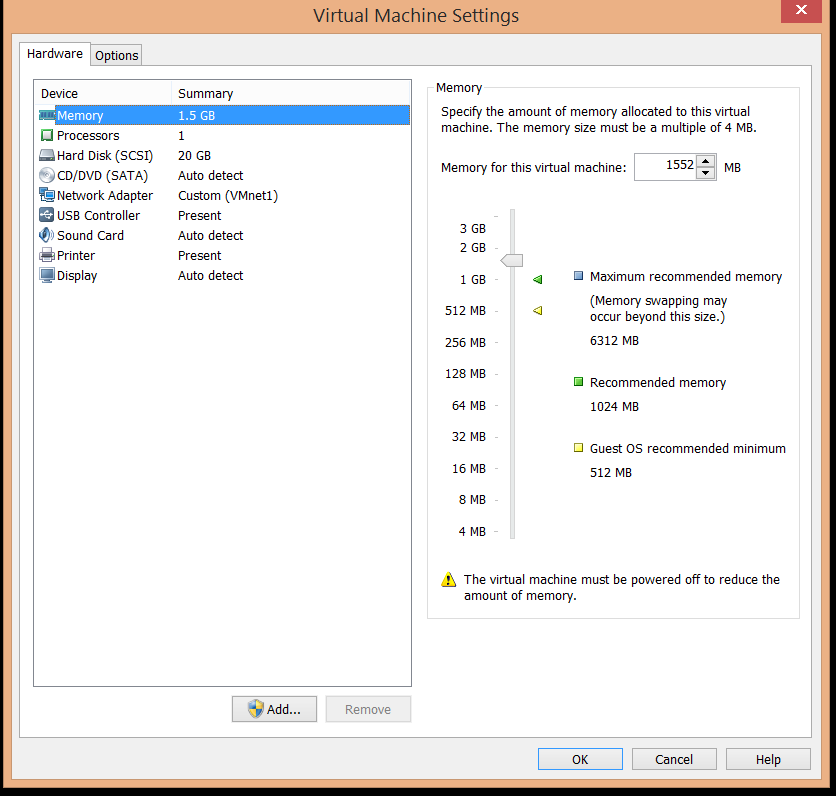 Virtual Machine Settings
Hardware
Options
Device Summary
Memory 1.5 GB
Processors 1
Hard Disk (SCSI) 20 GB
CD/DVD (SATA) Auto detect
Network Adapter Custom (VMnet1)
USB Controller Present
Sound Card Auto detect
Printer Present
Display Auto detect
Add...
Remove
Memory
Specify the amount of memory allocated to this virtual
machine. The memory size must be a multiple of 4 MB.
Memory for this virtual machine: 1552 MB
3 GB
2 GB
1 GB
512 MB
256 MB
128 MB
64 MB
32 MB
16 MB
8 MB
4 MB
Maximum recommended memory
(Memory swapping may
occur beyond this size.)
6312 MB
Recommended memory
1024 MB
Guest OS recommended minimum
512 MB
The virtual machine must be powered off to reduce the
amount of memory.
OK
Cancel
Help